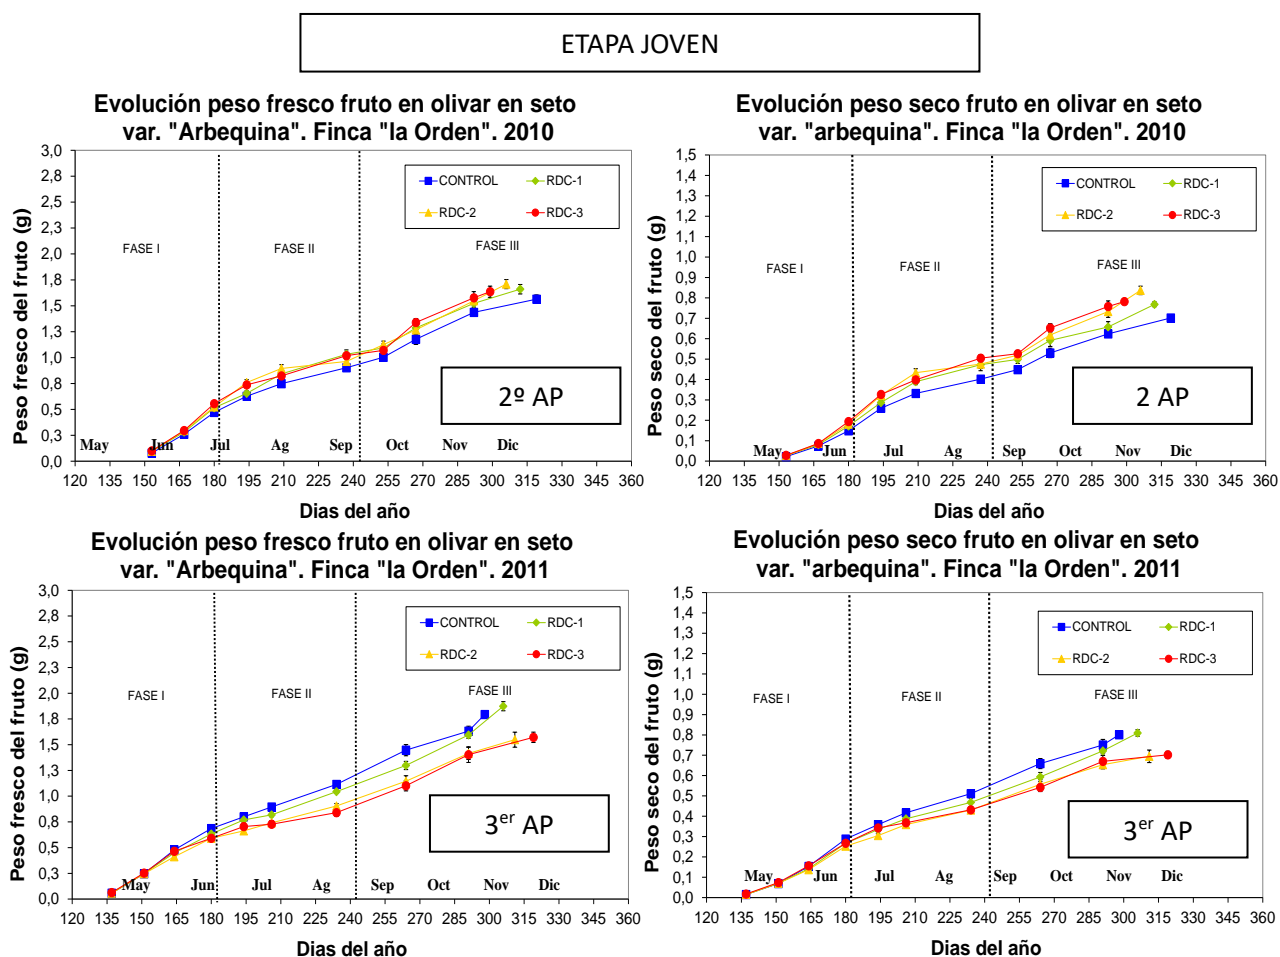 ETAPA JOVEN
Evolución peso fresco fruto en olivar en seto
var. "Arbequina". Finca "la Orden". 2010
Peso fresco del fruto (g)
3,0
2,8
2,5
2,3
2,0
1,8
1,5
1,3
1,0
0,8
0,5
0,3
0,0
CONTROL RDC-1
RDC-2 RDC-3
FASE I FASE II FASE III
2º AP
May Jun Jul Ag Sep Oct Nov Dic
120 135 150 165 180 195 210 225 240 255 270 285 300 315 330 345 360
Dias del año
Evolución peso seco fruto en olivar en seto
var. "arbequina". Finca "la Orden". 2010
Peso seco del fruto (g)
1,5
1,4
1,3
1,2
1,1
1,0
0,9
0,8
0,7
0,6
0,5
0,4
0,3
0,2
0,1
0,0
CONTROL RDC-1
RDC-2 RDC-3
FASE I FASE II FASE III
2 AP
May Jun Jul Ag Sep Oct Nov Dic
120 135 150 165 180 195 210 225 240 255 270 285 300 315 330 345 360
Dias del año
Evolución peso fresco fruto en olivar en seto
var. "Arbequina". Finca "la Orden". 2011
Peso fresco del fruto (g)
3,0
2,8
2,5
2,3
2,0
1,8
1,5
1,3
1,0
0,8
0,5
0,3
0,0
CONTROL RDC-1
RDC-2 RDC-3
FASE I FASE II FASE III
3er AP
May Jun Jul Ag Sep Oct Nov Dic
120 135 150 165 180 195 210 225 240 255 270 285 300 315 330 345 360
Dias del año
Evolución peso seco fruto en olivar en seto
var. "arbequina". Finca "la Orden". 2011
Peso seco del fruto (g)
1,5
1,4
1,3
1,2
1,1
1,0
0,9
0,8
0,7
0,6
0,5
0,4
0,3
0,2
0,1
0,0
CONTROL RDC-1
RDC-2 RDC-3
FASE I FASE II FASE III
3er AP
May Jun Jul Ag Sep Oct Nov Dic
120 135 150 165 180 195 210 225 240 255 270 285 300 315 330 345 360
Dias del año